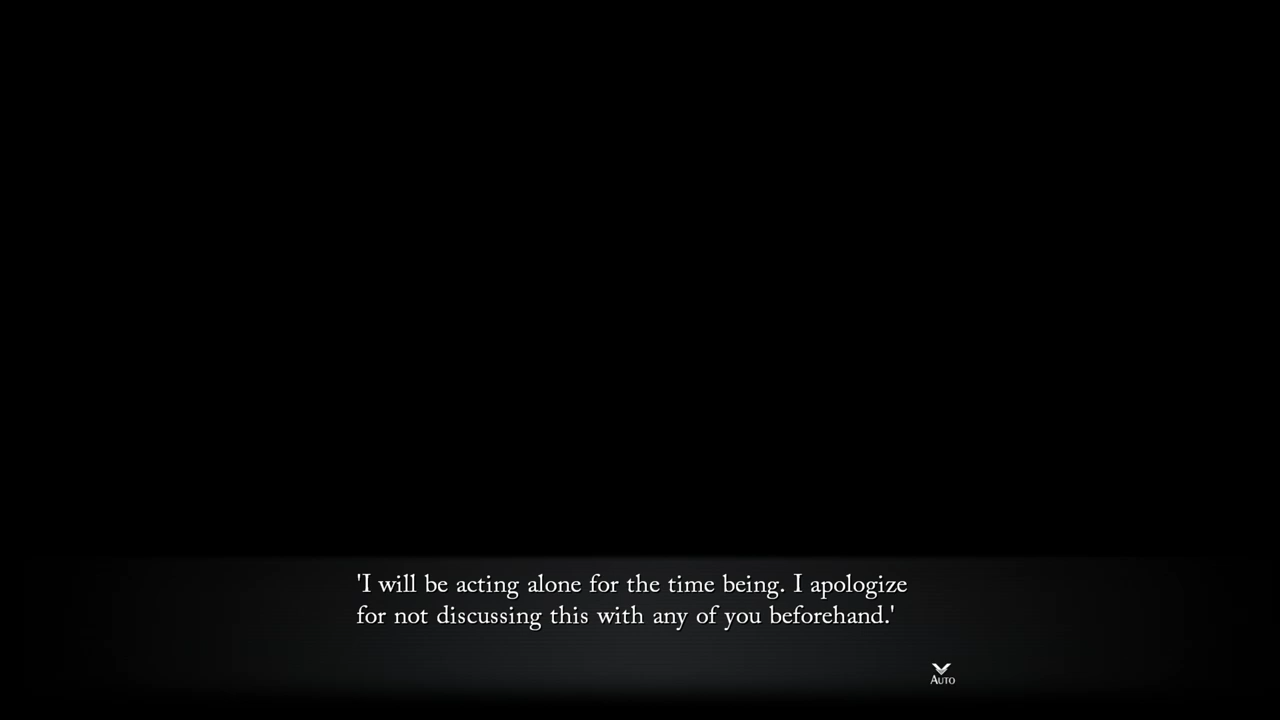 'I will be acting alone for the time being. I apologize
for not discussing this with any of you beforehand.'
AUTO